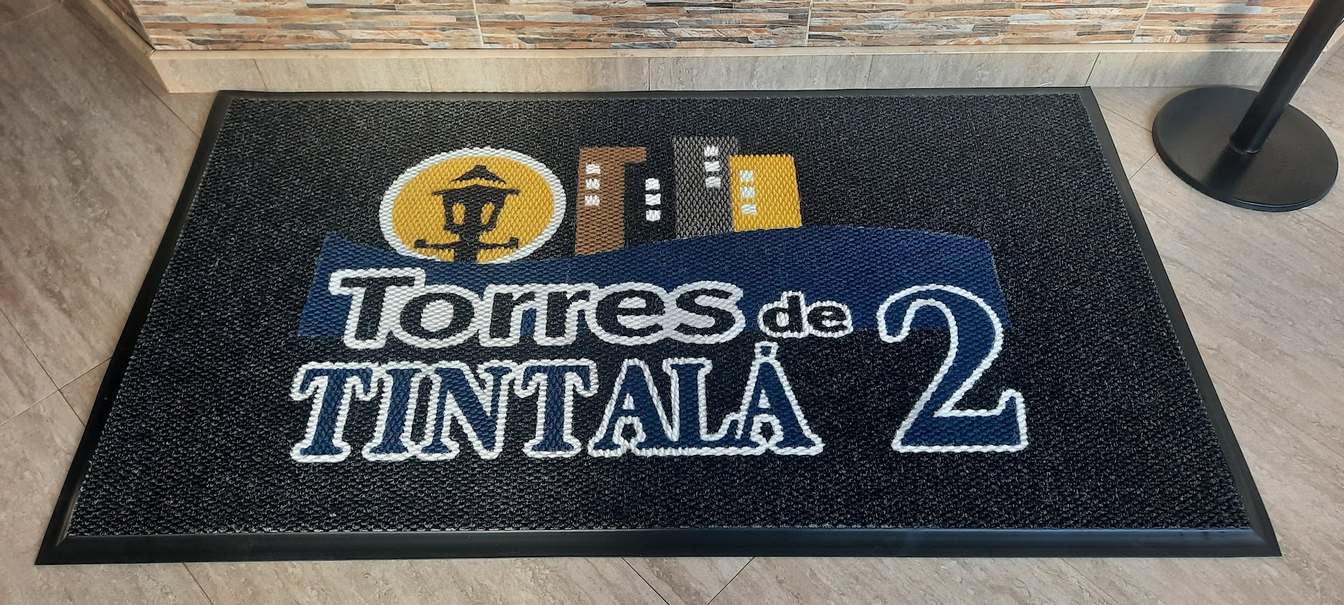 Torres de
TINTALÁ 2